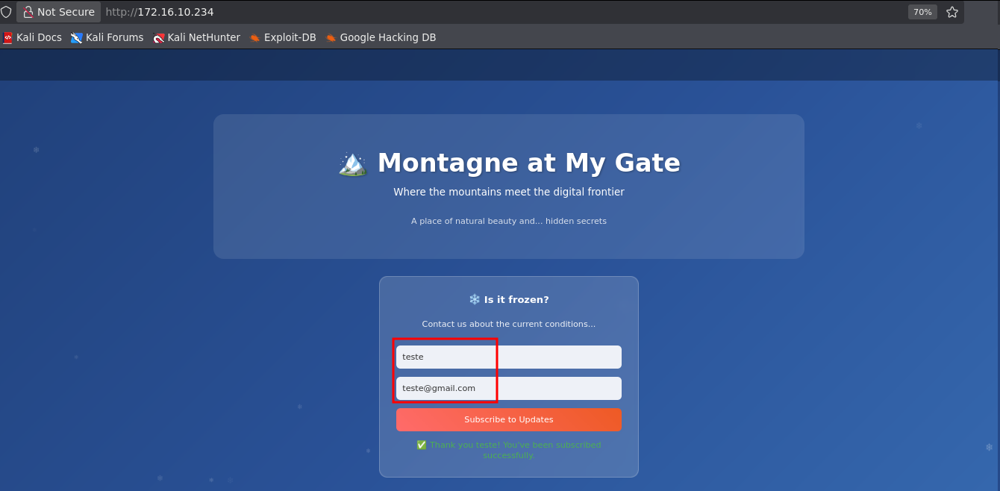 Not Secure http://172.16.10.234 70%
Kali Docs Kali Forums Kali NetHunter Exploit-DB Google Hacking DB
Montagne at My Gate
Where the mountains meet the digital frontier
A place of natural beauty and... hidden secrets
Is it frozen?
Contact us about the current conditions...
teste
teste@gmail.com
Subscribe to Updates
Thank you teste! You've been subscribed
successfully.